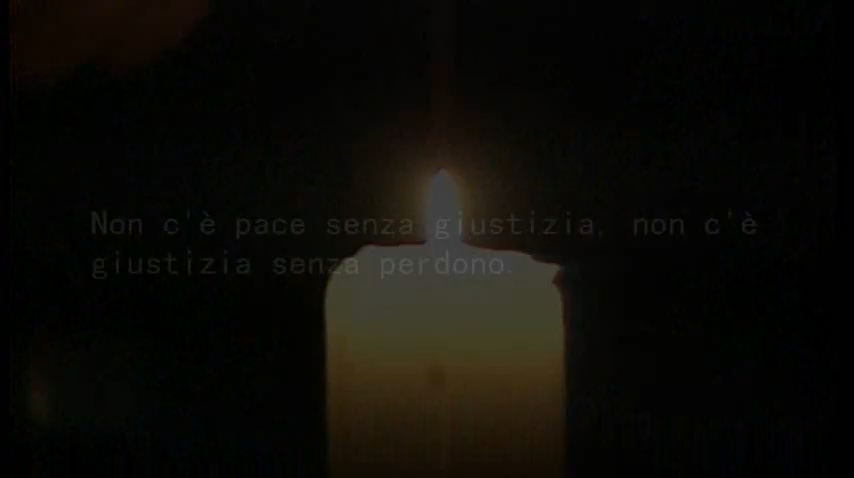 Non c'è pace senza giustizia, non c'è
giustizia senza perdono.